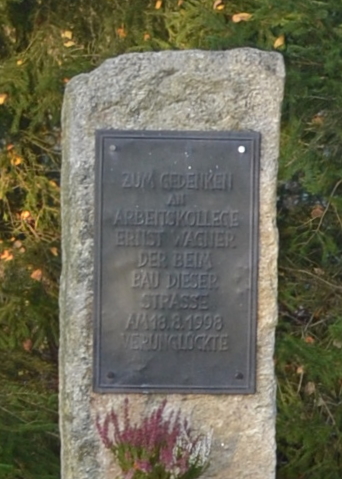 ZUM GEDENKEN
AN
ARBEITSKOLLEGE
ERNST WAGNER
DER BEIM
BAU DIESER
STRASSE
AM 18.8.1998
VERUNGLÜCKTE